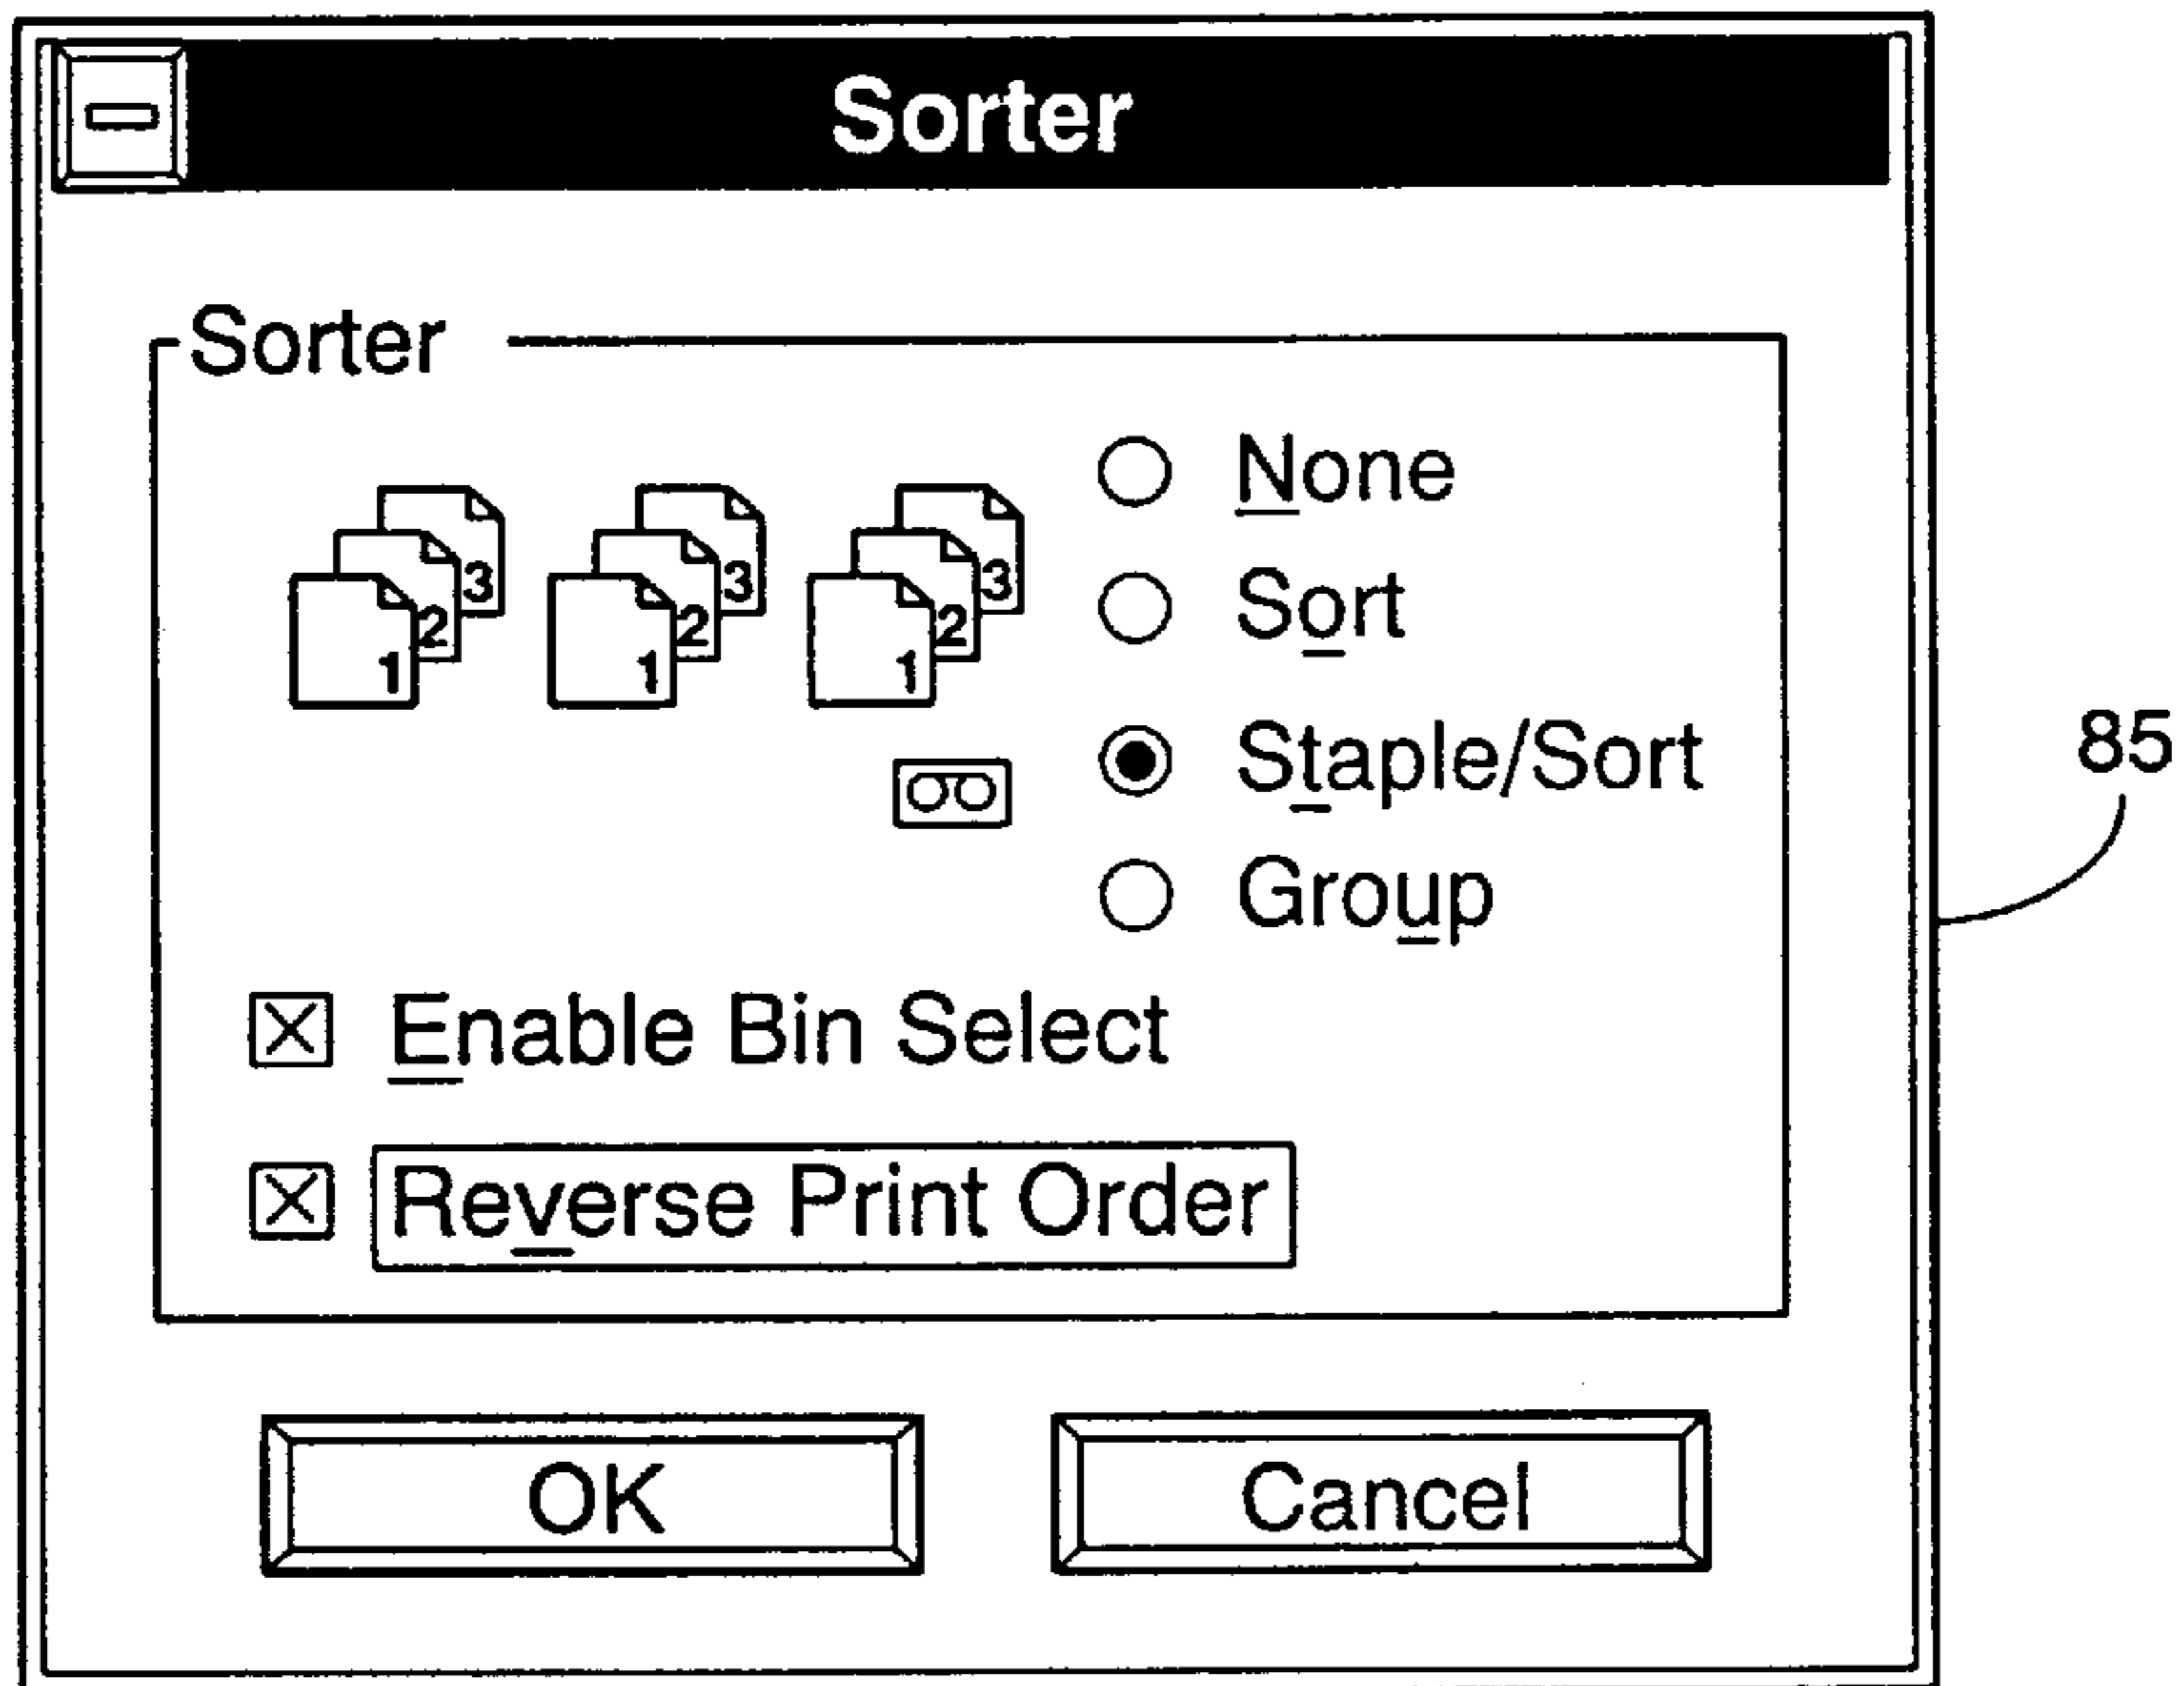 Sorter
Sorter
None
3 3 3
2 2 2
1 1 1
Sort
Staple/Sort
85
Group
Enable Bin Select
Reverse Print Order
OK
Cancel